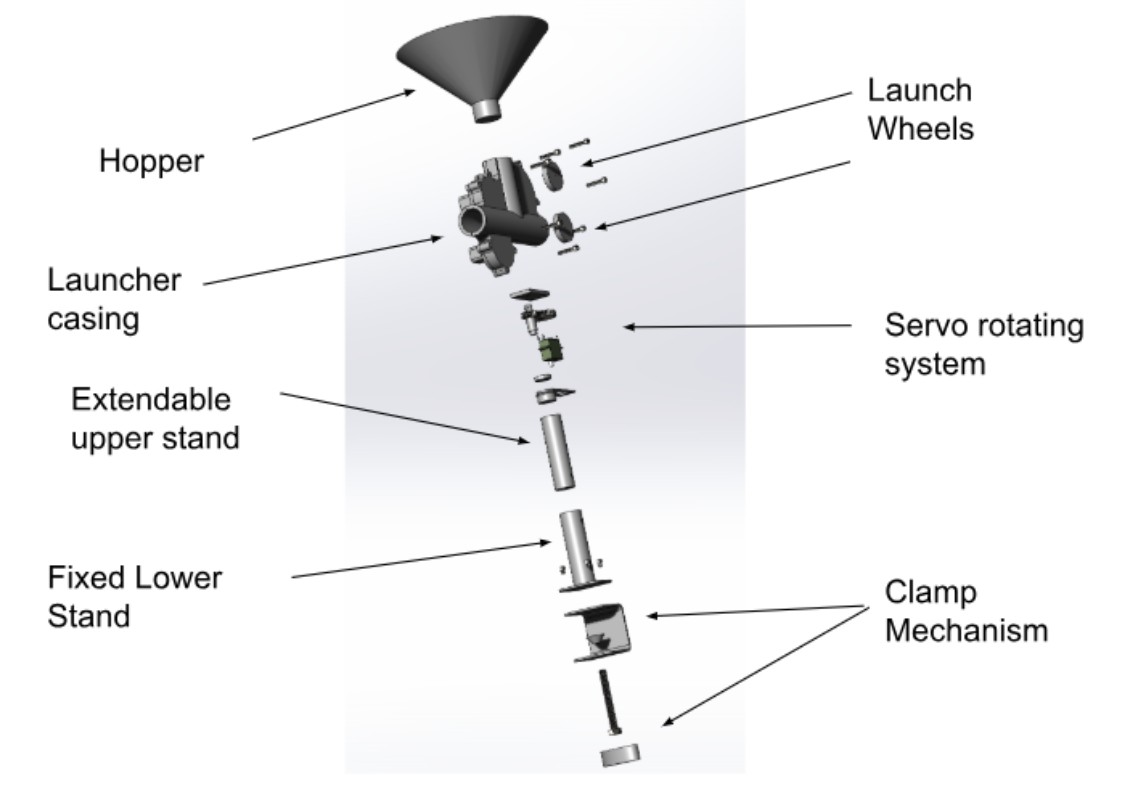 Launch
Wheels
Hopper
Launcher
casing
Servo rotating
system
Extendable
upper stand
Fixed Lower
Stand
Clamp
Mechanism